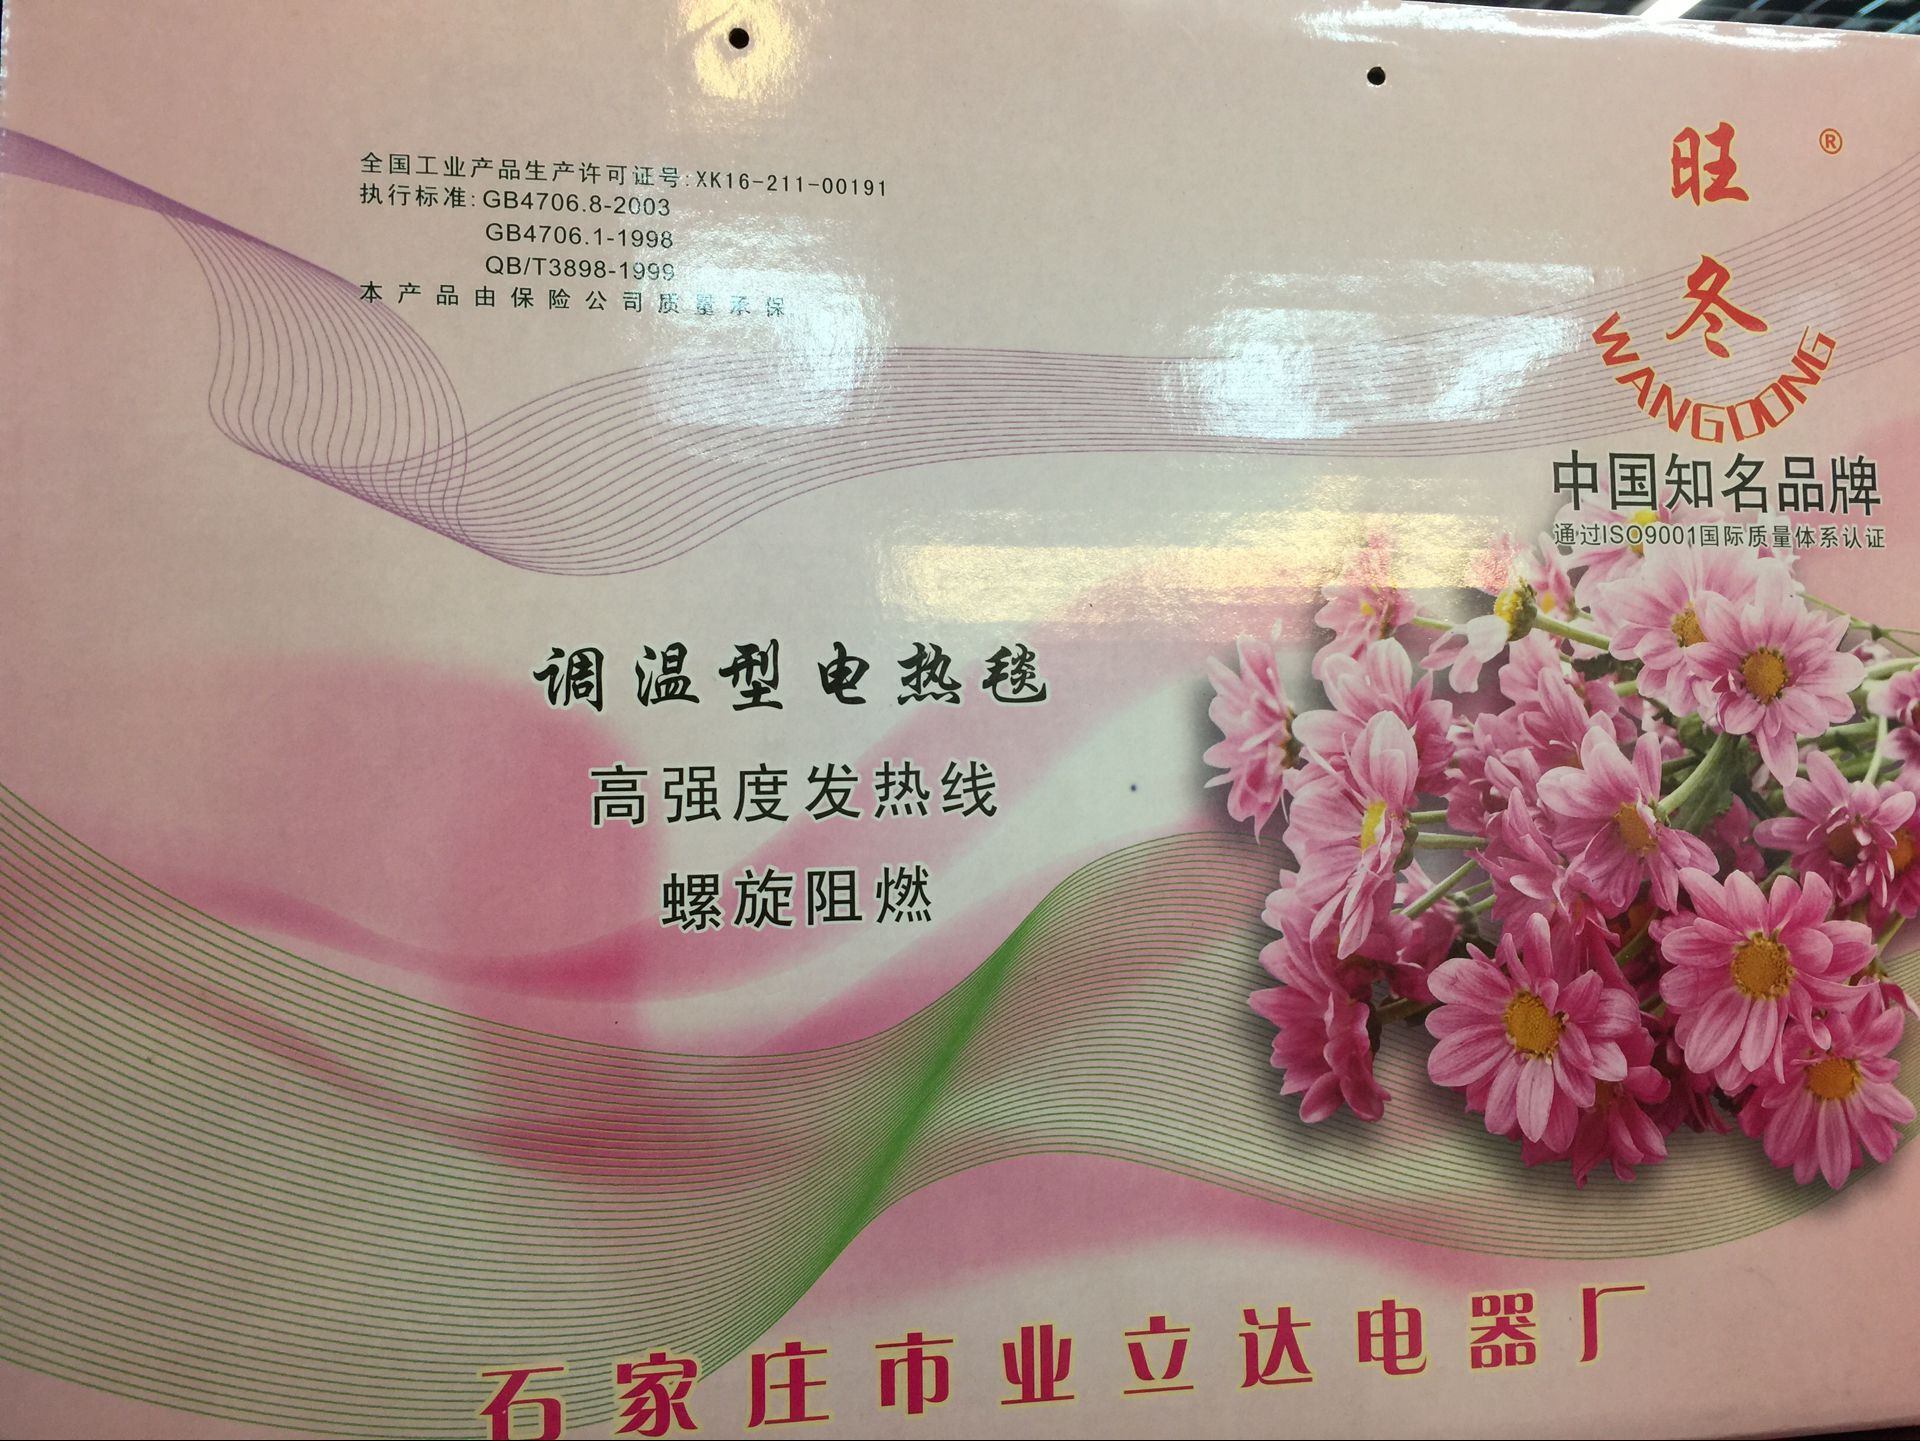 全国工业产品生产许可证号:XK16-211-00191
执行标准:GB4706.8-2003
GB4706.1-1998
QB/T3898-1999
本产品由保险公司质量承保
旺 ®
冬
WANGDONG
中国知名品牌
通过ISO9001国际质量体系认证
调温型电热毯
高强度发热线
螺旋阻燃
石家庄市业立达电器厂